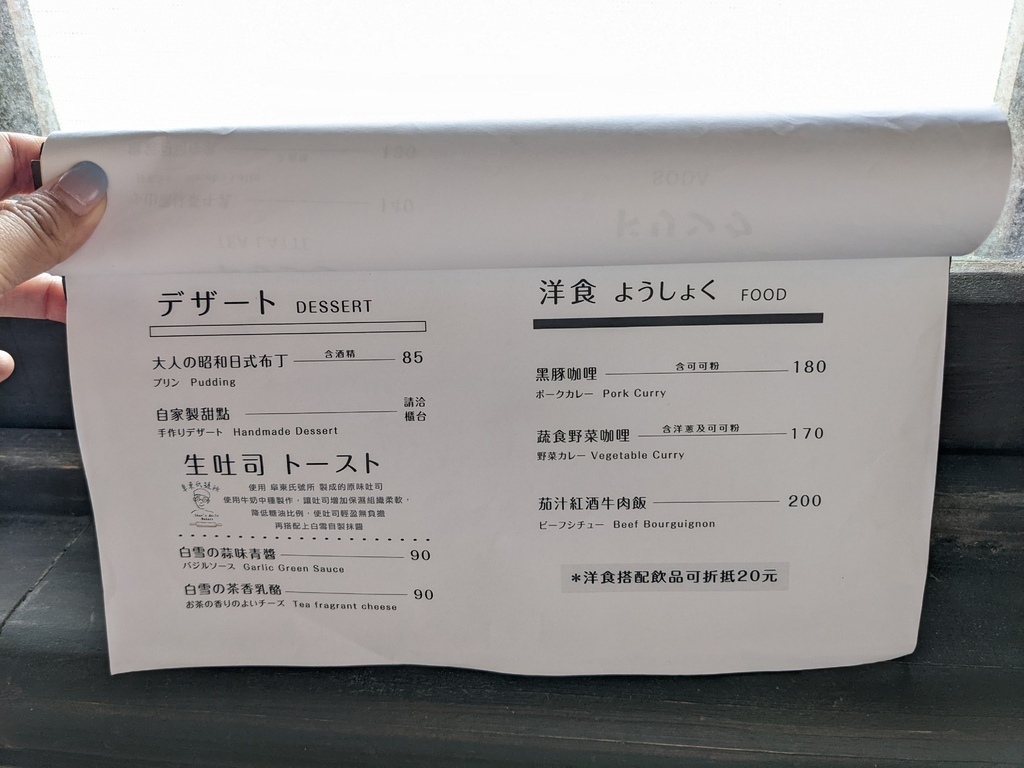 デザート DESSERT
大人の昭和日式布丁 含酒精 85
プリン Pudding
自家製甜點 請洽櫃台
手作りデザート Handmade Dessert
生吐司 トースト
使用 皐東氏號所 製成的原味吐司
使用牛奶中種製作，讓吐司增加保濕組織柔軟，
降低糖油比例，使吐司輕盈無負擔
再搭配上白雪自製抹醬
白雪の蒜味青醬 90
バジルソース Garlic Green Sauce
白雪の茶香乳酪 90
お茶の香りのよいチーズ Tea fragrant cheese
洋食 ようしょく FOOD
黑豚咖哩 含可可粉 180
ポークカレー Pork Curry
蔬食野菜咖哩 含洋蔥及可可粉 170
野菜カレー Vegetable Curry
茄汁紅酒牛肉飯 200
ビーフシチュー Beef Bourguignon
*洋食搭配飲品可折抵20元